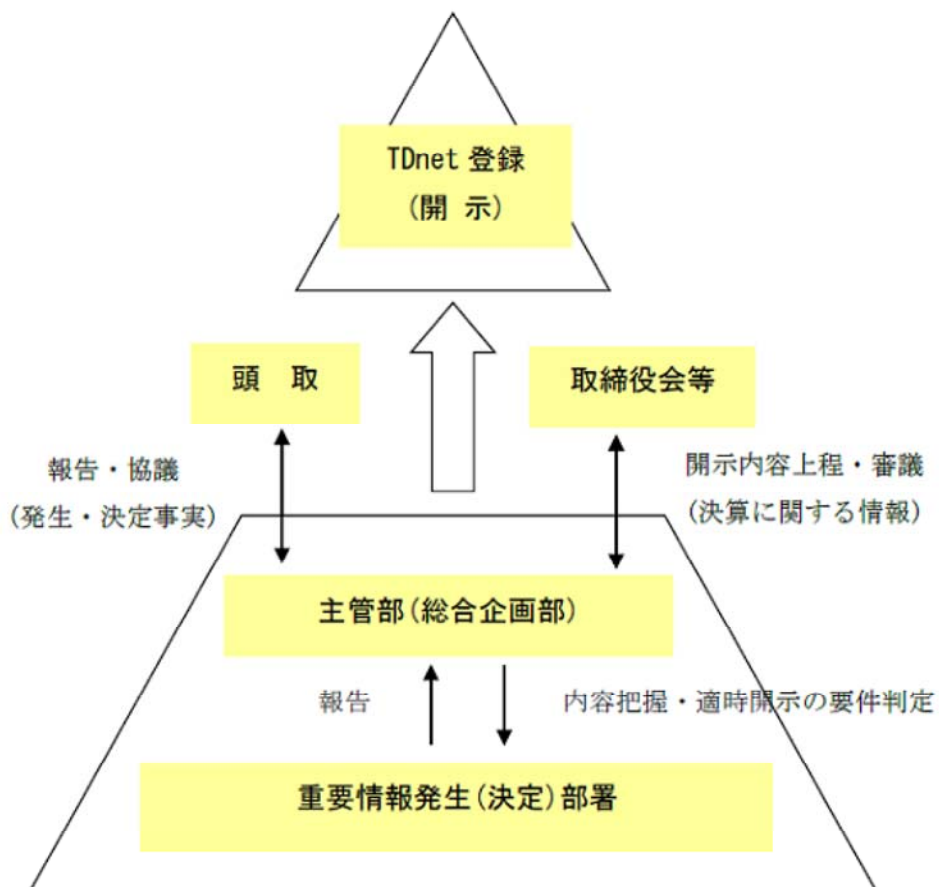 TDnet 登録
(開 示)
頭 取
取締役会等
報告・協議
(発生・決定事実)
開示内容上程・審議
(決算に関する情報)
主管部(総合企画部)
報告
内容把握・適時開示の要件判定
重要情報発生(決定)部署